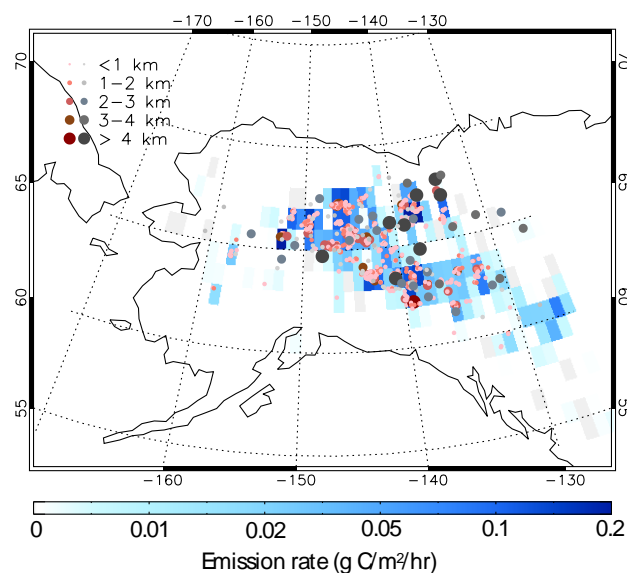 −170 −160 −150 −140 −130
70
65
60
55
70
65
60
55
<1 km
1−2 km
2−3 km
3−4 km
> 4 km
−160 −150 −140 −130
0 0.01 0.02 0.05 0.1 0.2
Emission rate (g C/m²/hr)